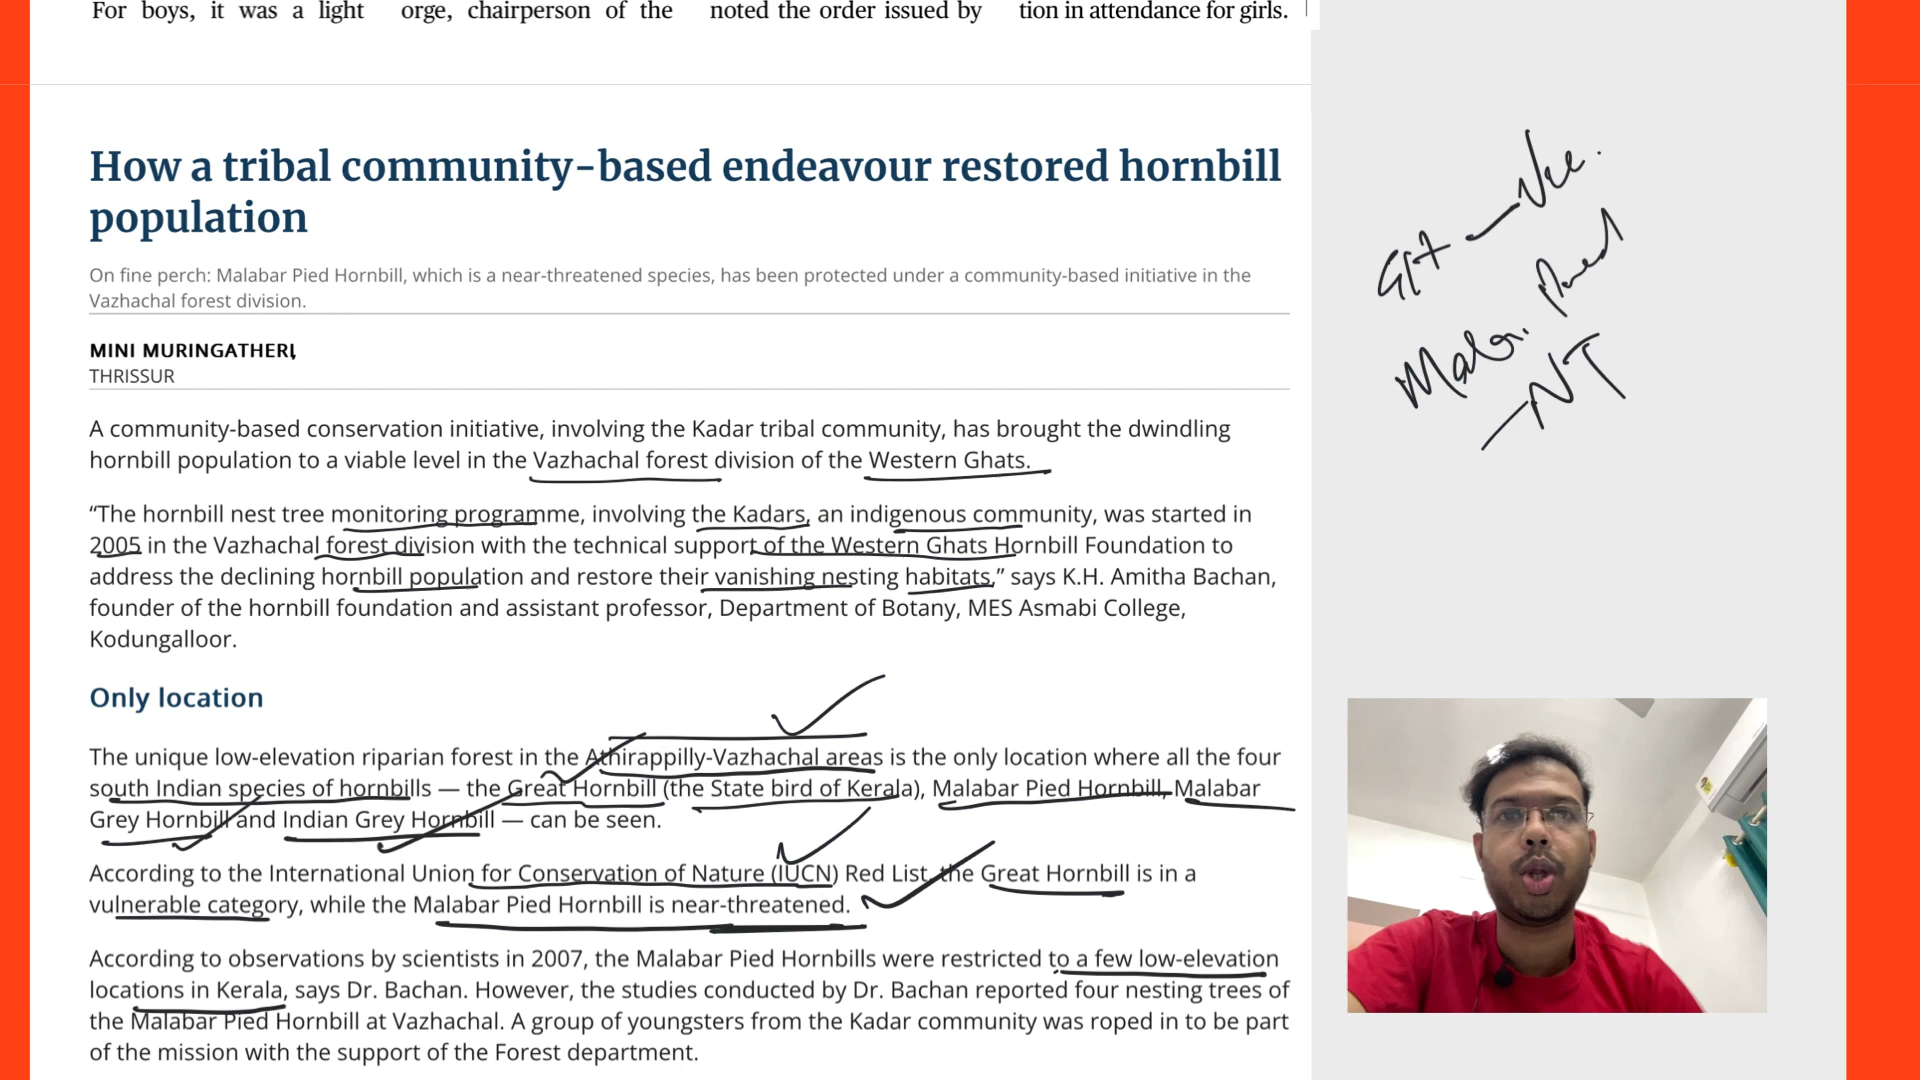 For boys, it was a light orge, chairperson of the noted the order issued by tion in attendance for girls.
How a tribal community-based endeavour restored hornbill
population
On fine perch: Malabar Pied Hornbill, which is a near-threatened species, has been protected under a community-based initiative in the
Vazhachal forest division.
MINI MURINGATHERI,
THRISSUR
A community-based conservation initiative, involving the Kadar tribal community, has brought the dwindling
hornbill population to a viable level in the Vazhachal forest division of the Western Ghats.
“The hornbill nest tree monitoring programme, involving the Kadars, an indigenous community, was started in
2005 in the Vazhachal forest division with the technical support of the Western Ghats Hornbill Foundation to
address the declining hornbill population and restore their vanishing nesting habitats,” says K.H. Amitha Bachan,
founder of the hornbill foundation and assistant professor, Department of Botany, MES Asmabi College,
Kodungalloor.
Only location
The unique low-elevation riparian forest in the Athirappilly-Vazhachal areas is the only location where all the four
south Indian species of hornbills — the Great Hornbill (the State bird of Kerala), Malabar Pied Hornbill, Malabar
Grey Hornbill and Indian Grey Hornbill — can be seen.
According to the International Union for Conservation of Nature (IUCN) Red List, the Great Hornbill is in a
vulnerable category, while the Malabar Pied Hornbill is near-threatened.
According to observations by scientists in 2007, the Malabar Pied Hornbills were restricted to a few low-elevation
locations in Kerala, says Dr. Bachan. However, the studies conducted by Dr. Bachan reported four nesting trees of
the Malabar Pied Hornbill at Vazhachal. A group of youngsters from the Kadar community was roped in to be part
of the mission with the support of the Forest department.
NT